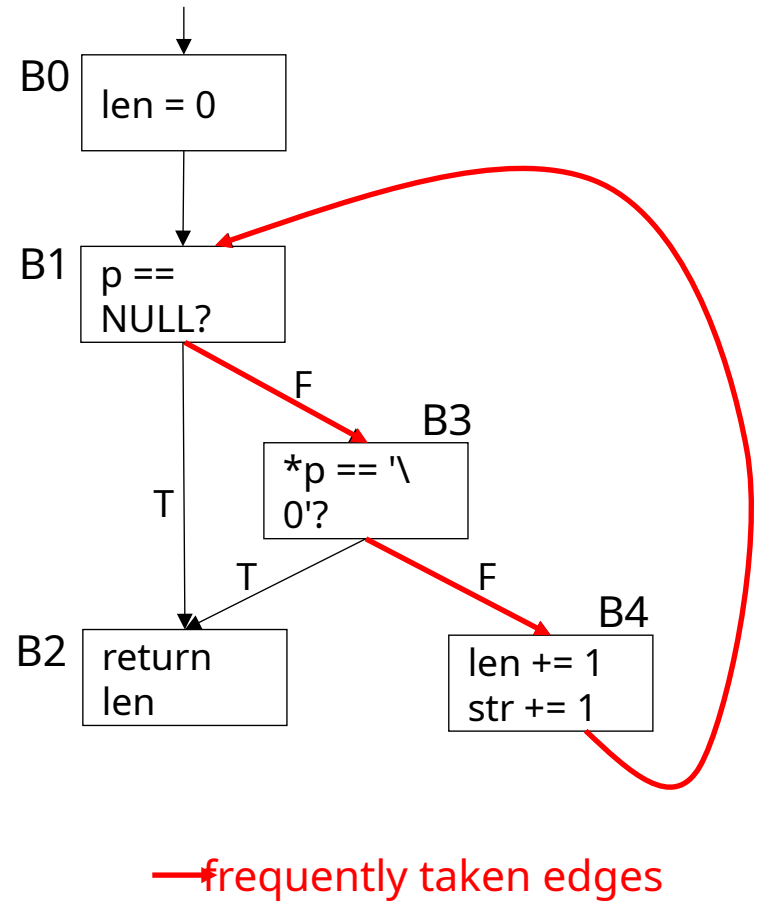 B0
len = 0
B1
p ==
NULL?
F
B3
*p == '\
0'?
T
T
F
B4
B2
return
len
len += 1
str += 1
frequently taken edges